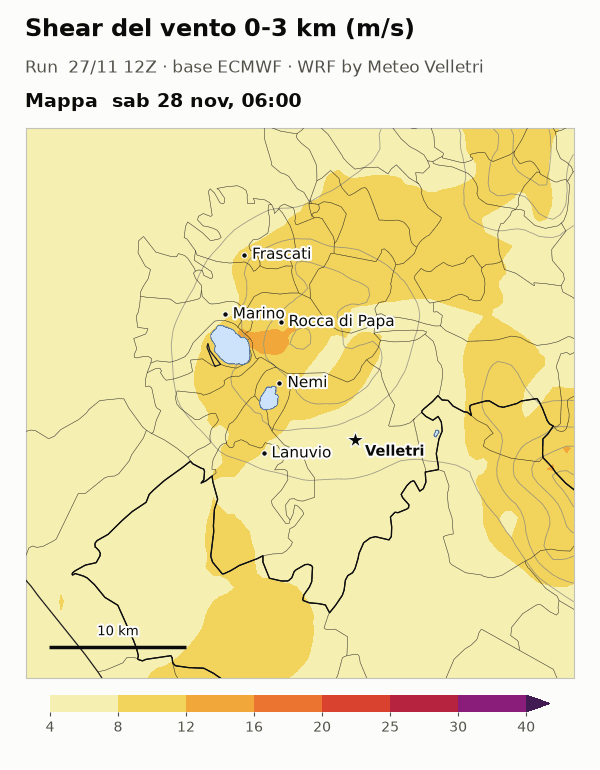 Shear del vento 0-3 km (m/s)
Run  27/11 12Z · base ECMWF · WRF by Meteo Velletri
Mappa  sab 28 nov, 06:00
Frascati
Marino
Rocca di Papa
Nemi
Velletri
Lanuvio
10 km
4 8 12 16 20 25 30 40